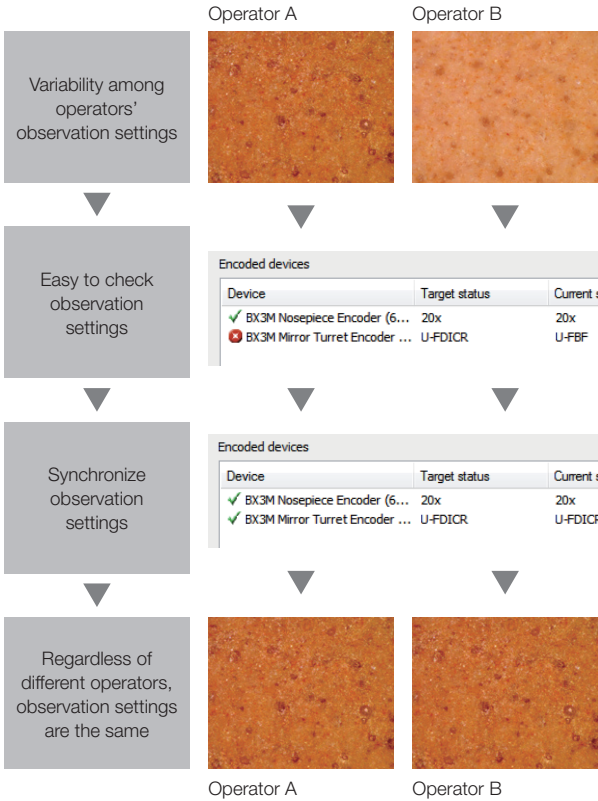 Operator A
Operator B
Variability among
operators'
observation settings
Easy to check
observation
settings
Encoded devices
Device Target status Current s
BX3M Nosepiece Encoder (6... 20x 20x
BX3M Mirror Turret Encoder ... U-FDICR U-FBF
Synchronize
observation
settings
Encoded devices
Device Target status Current s
BX3M Nosepiece Encoder (6... 20x 20x
BX3M Mirror Turret Encoder ... U-FDICR U-FDICR
Regardless of
different operators,
observation settings
are the same
Operator A
Operator B